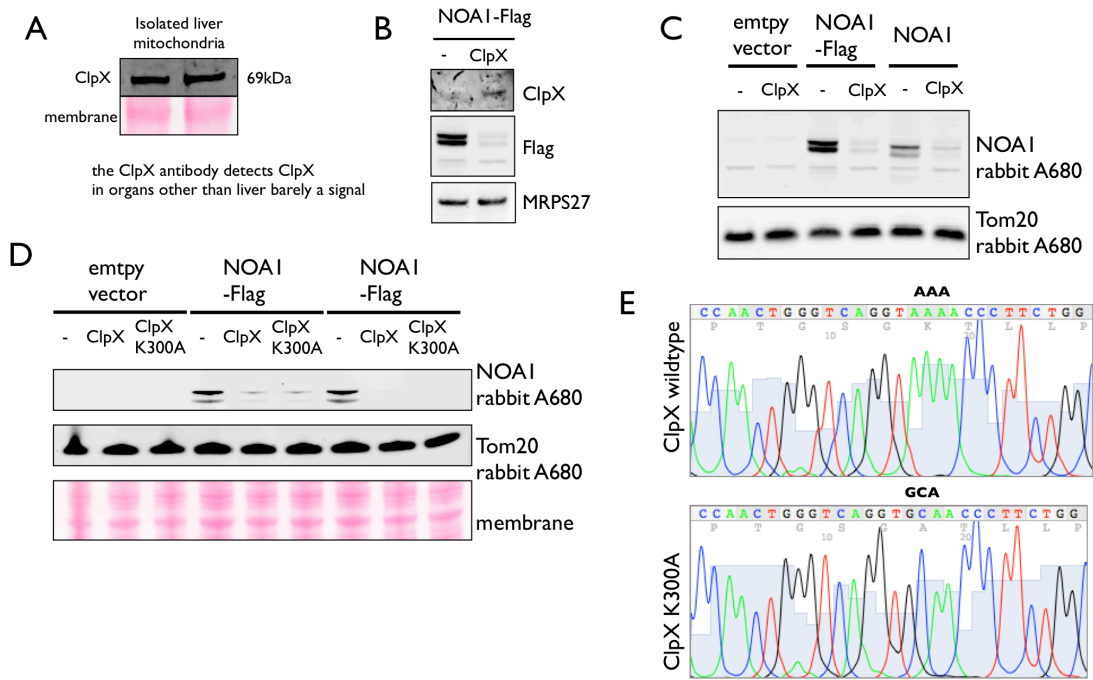 A
Isolated liver
mitochondria
ClpX
69kDa
membrane
the ClpX antibody detects ClpX
in organs other than liver barely a signal
B
NOA1-Flag
- ClpX
ClpX
Flag
MRPS27
C
emtpy
vector
NOA1
-Flag
NOA1
- ClpX - ClpX - ClpX
NOA1
rabbit A680
Tom20
rabbit A680
D
emtpy
vector
NOA1
-Flag
NOA1
-Flag
- ClpX ClpX K300A - ClpX ClpX K300A - ClpX ClpX K300A
NOA1
rabbit A680
Tom20
rabbit A680
membrane
E
AAA
C C A A C T G G G T C A G G T A A A A C C C T T C T G G
P T G S G K T L L P
10 20
ClpX wildtype
GCA
C C A A C T G G G T C A G G T G C A A C C C T T C T G G
P T G S G A T L L P
10 20
ClpX K300A